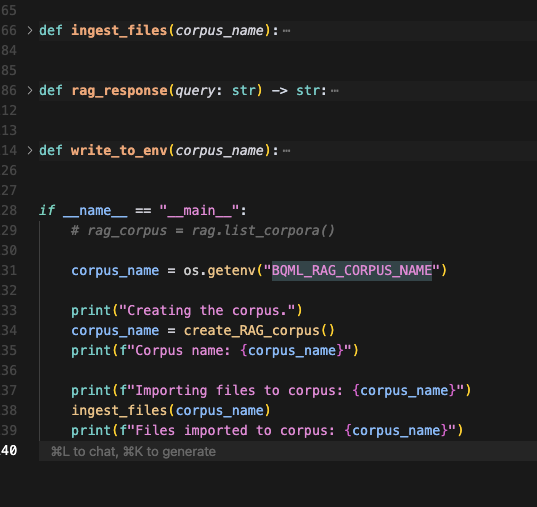 65
66 > def ingest_files(corpus_name): ⋯
84
85
86 > def rag_response(query: str) -> str: ⋯
12
13
14 > def write_to_env(corpus_name): ⋯
26
27
28 if __name__ == "__main__":
29 # rag_corpus = rag.list_corpora()
30
31 corpus_name = os.getenv("BQML_RAG_CORPUS_NAME")
32
33 print("Creating the corpus.")
34 corpus_name = create_RAG_corpus()
35 print(f"Corpus name: {corpus_name}")
36
37 print(f"Importing files to corpus: {corpus_name}")
38 ingest_files(corpus_name)
39 print(f"Files imported to corpus: {corpus_name}")
40 ⌘L to chat, ⌘K to generate